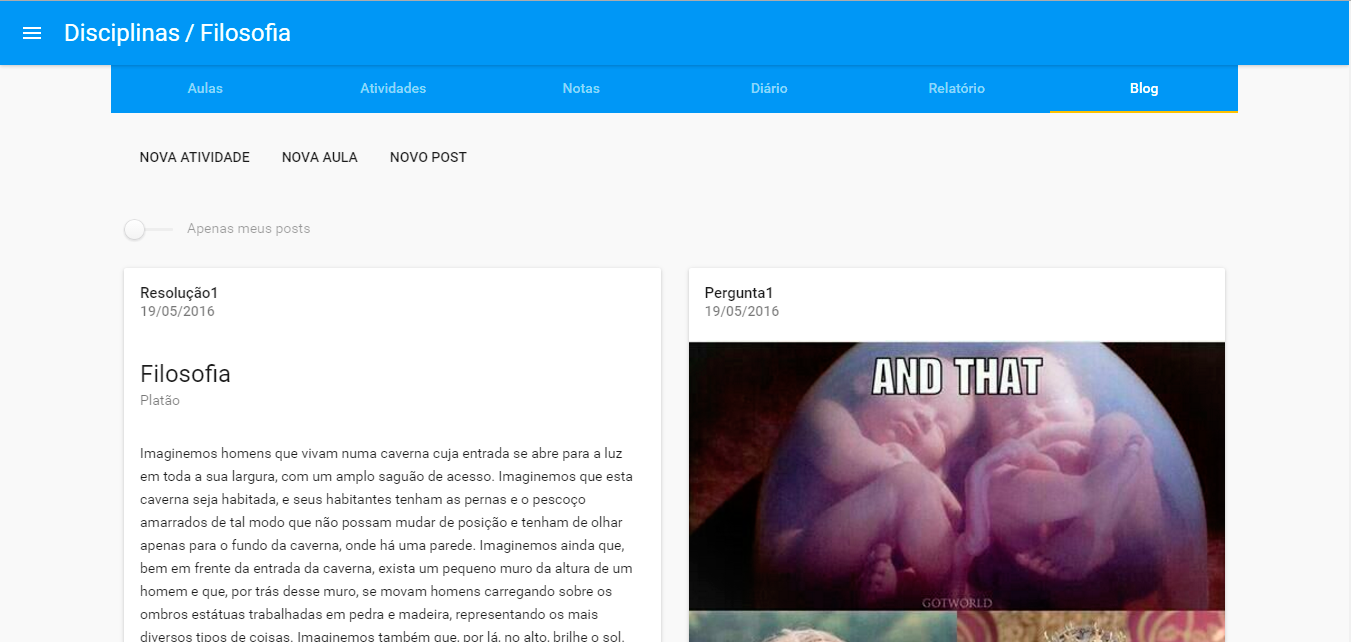 Disciplinas / Filosofia
Aulas
Atividades
Notas
Diário
Relatório
Blog
NOVA ATIVIDADE
NOVA AULA
NOVO POST
Apenas meus posts
Resolução1
19/05/2016
Filosofia
Platão
Imaginemos homens que vivam numa caverna cuja entrada se abre para a luz
em toda a sua largura, com um amplo saguão de acesso. Imaginemos que esta
caverna seja habitada, e seus habitantes tenham as pernas e o pescoço
amarrados de tal modo que não possam mudar de posição e tenham de olhar
apenas para o fundo da caverna, onde há uma parede. Imaginemos ainda que,
bem em frente da entrada da caverna, exista um pequeno muro da altura de um
homem e que, por trás desse muro, se movam homens carregando sobre os
ombros estátuas trabalhadas em pedra e madeira, representando os mais
diversos tipos de coisas. Imaginemos também que, por lá, no alto, brilhe o sol.
Pergunta1
19/05/2016
AND THAT
GOTWORLD